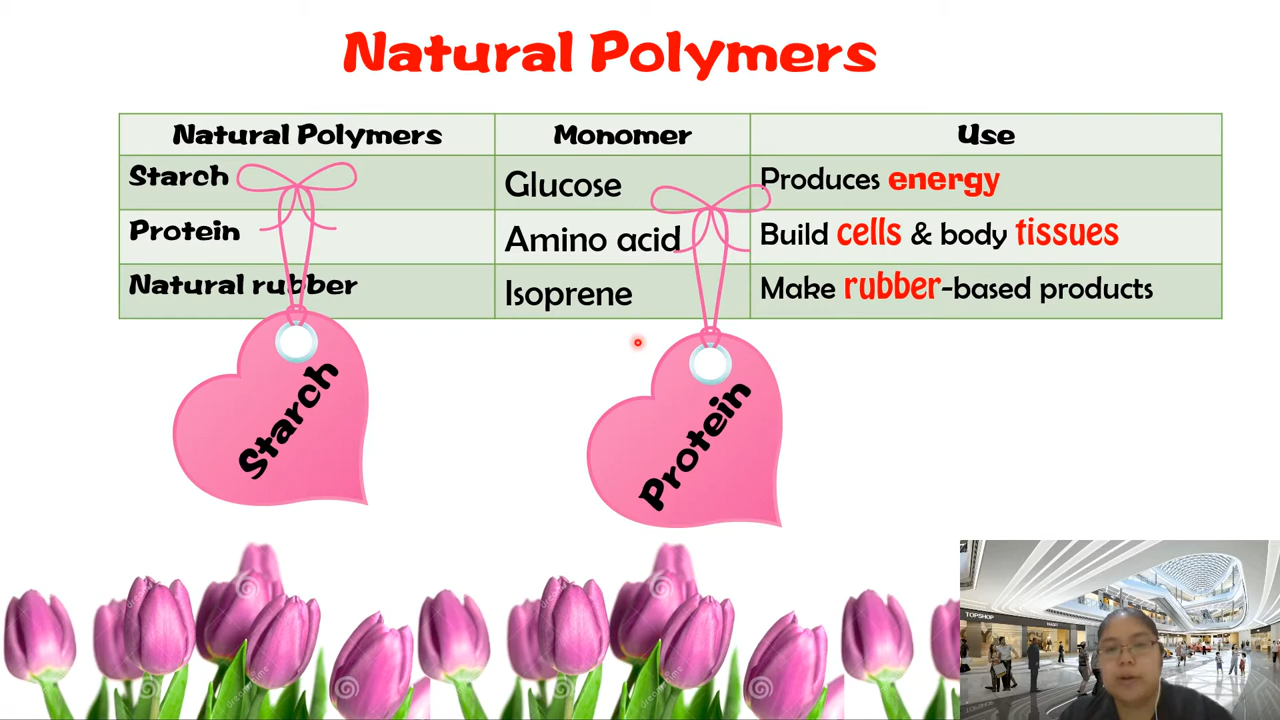 Natural Polymers
Natural Polymers Monomer Use
Starch Glucose Produces energy
Protein Amino acid Build cells & body tissues
Natural rubber Isoprene Make rubber-based products
Starch
Protein
TOPSHOP